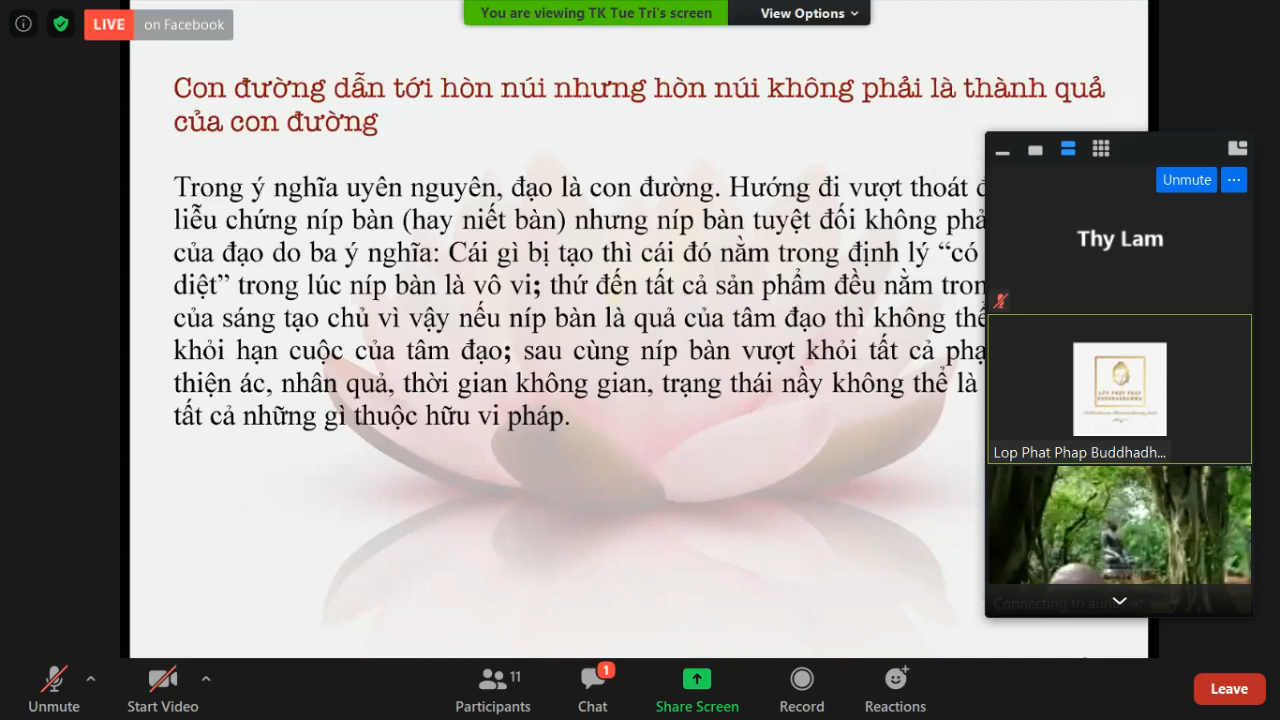 LIVE on Facebook
You are viewing TK Tue Tri's screen View Options
Con đường dẫn tới hòn núi nhưng hòn núi không phải là thành quả
của con đường
Trong ý nghĩa uyên nguyên, đạo là con đường. Hướng đi vượt thoát
liễu chứng níp bàn (hay niết bàn) nhưng níp bàn tuyệt đối không
của đạo do ba ý nghĩa: Cái gì bị tạo thì cái đó nằm trong định lý “có
diệt” trong lúc níp bàn là vô vi; thứ đến tất cả sản phẩm đều nằm
của sáng tạo chủ vì vậy nếu níp bàn là quả của tâm đạo thì không
khỏi hạn cuộc của tâm đạo; sau cùng níp bàn vượt khỏi tất cả
thiện ác, nhân quả, thời gian không gian, trạng thái nầy không thể là
tất cả những gì thuộc hữu vi pháp.
Unmute ...
Thy Lam
Lop Phat Phap Buddhadh...
Connecting to
Unmute
Start Video
Participants 11
Chat 1
Share Screen
Record
Reactions
Leave